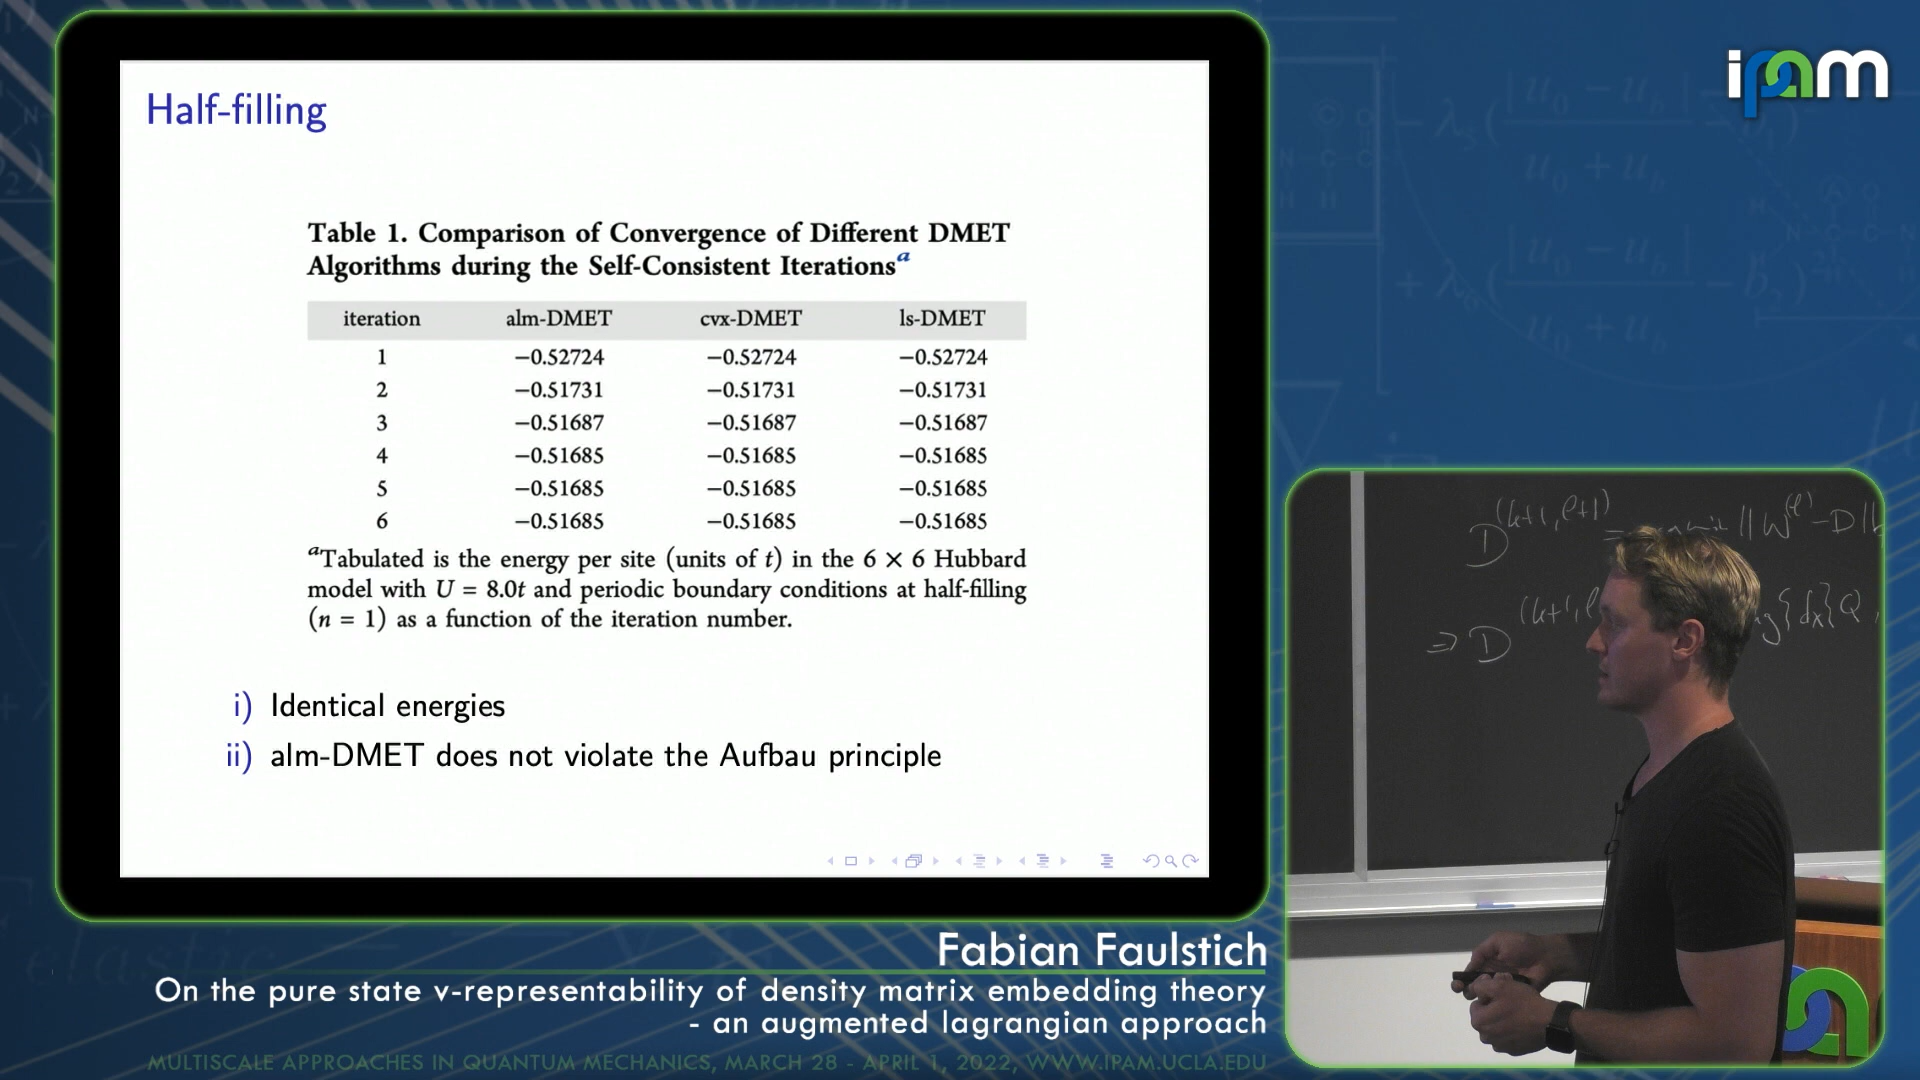 Half-filling
Table 1. Comparison of Convergence of Different DMET
Algorithms during the Self-Consistent Iterationsᵃ
iteration alm-DMET cvx-DMET ls-DMET
1 −0.52724 −0.52724 −0.52724
2 −0.51731 −0.51731 −0.51731
3 −0.51687 −0.51687 −0.51687
4 −0.51685 −0.51685 −0.51685
5 −0.51685 −0.51685 −0.51685
6 −0.51685 −0.51685 −0.51685
ᵃTabulated is the energy per site (units of t) in the 6 × 6 Hubbard
model with U = 8.0t and periodic boundary conditions at half-filling
(n = 1) as a function of the iteration number.
i) Identical energies
ii) alm-DMET does not violate the Aufbau principle
ipam
D^(k+1, ℓ+1) = ‖W^(ℓ) − D‖
⇒ D^(k+1, {dx}Q
Fabian Faulstich
On the pure state v-representability of density matrix embedding theory
- an augmented lagrangian approach
MULTISCALE APPROACHES IN QUANTUM MECHANICS, MARCH 28 - APRIL 1, 2022, WWW.IPAM.UCLA.EDU